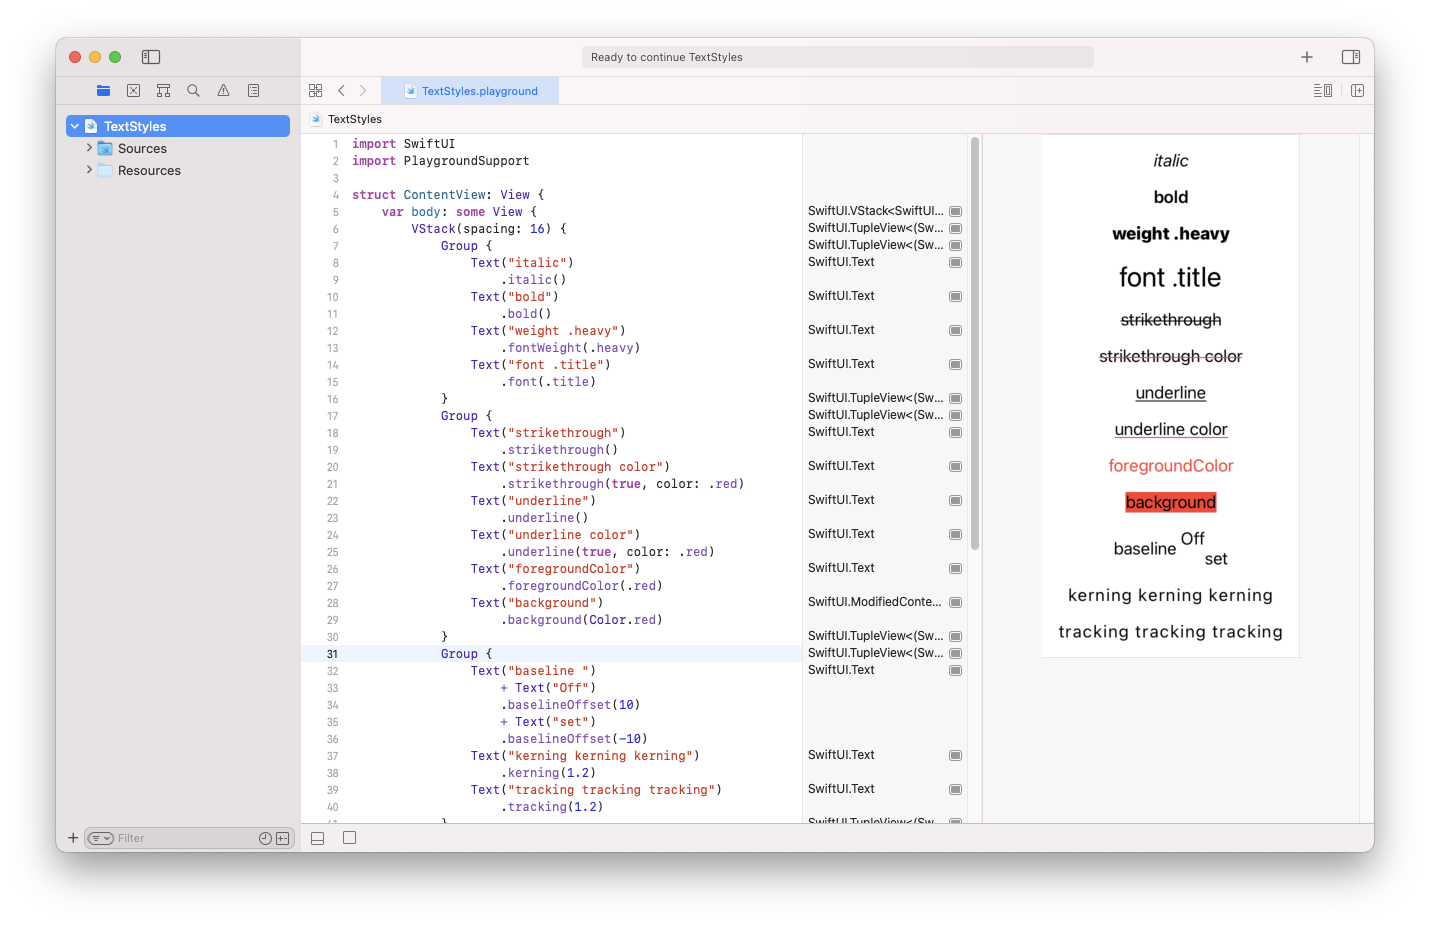 Ready to continue TextStyles
TextStyles.playground
TextStyles
TextStyles
Sources
Resources
1 import SwiftUI
2 import PlaygroundSupport
3
4 struct ContentView: View {
5 var body: some View {
6 VStack(spacing: 16) {
7 Group {
8 Text("italic")
9 .italic()
10 Text("bold")
11 .bold()
12 Text("weight .heavy")
13 .fontWeight(.heavy)
14 Text("font .title")
15 .font(.title)
16 }
17 Group {
18 Text("strikethrough")
19 .strikethrough()
20 Text("strikethrough color")
21 .strikethrough(true, color: .red)
22 Text("underline")
23 .underline()
24 Text("underline color")
25 .underline(true, color: .red)
26 Text("foregroundColor")
27 .foregroundColor(.red)
28 Text("background")
29 .background(Color.red)
30 }
31 Group {
32 Text("baseline ")
33 + Text("Off")
34 .baselineOffset(10)
35 + Text("set")
36 .baselineOffset(-10)
37 Text("kerning kerning kerning")
38 .kerning(1.2)
39 Text("tracking tracking tracking")
40 .tracking(1.2)
41 }
SwiftUI.VStack<SwiftUI...
SwiftUI.TupleView<(Sw...
SwiftUI.TupleView<(Sw...
SwiftUI.Text
SwiftUI.Text
SwiftUI.Text
SwiftUI.Text
SwiftUI.TupleView<(Sw...
SwiftUI.TupleView<(Sw...
SwiftUI.Text
SwiftUI.Text
SwiftUI.Text
SwiftUI.Text
SwiftUI.Text
SwiftUI.ModifiedConte...
SwiftUI.TupleView<(Sw...
SwiftUI.TupleView<(Sw...
SwiftUI.Text
SwiftUI.Text
SwiftUI.Text
SwiftUI.TupleView<(Sw...
italic
bold
weight .heavy
font .title
strikethrough
strikethrough color
underline
underline color
foregroundColor
background
baseline Off set
kerning kerning kerning
tracking tracking tracking
Filter